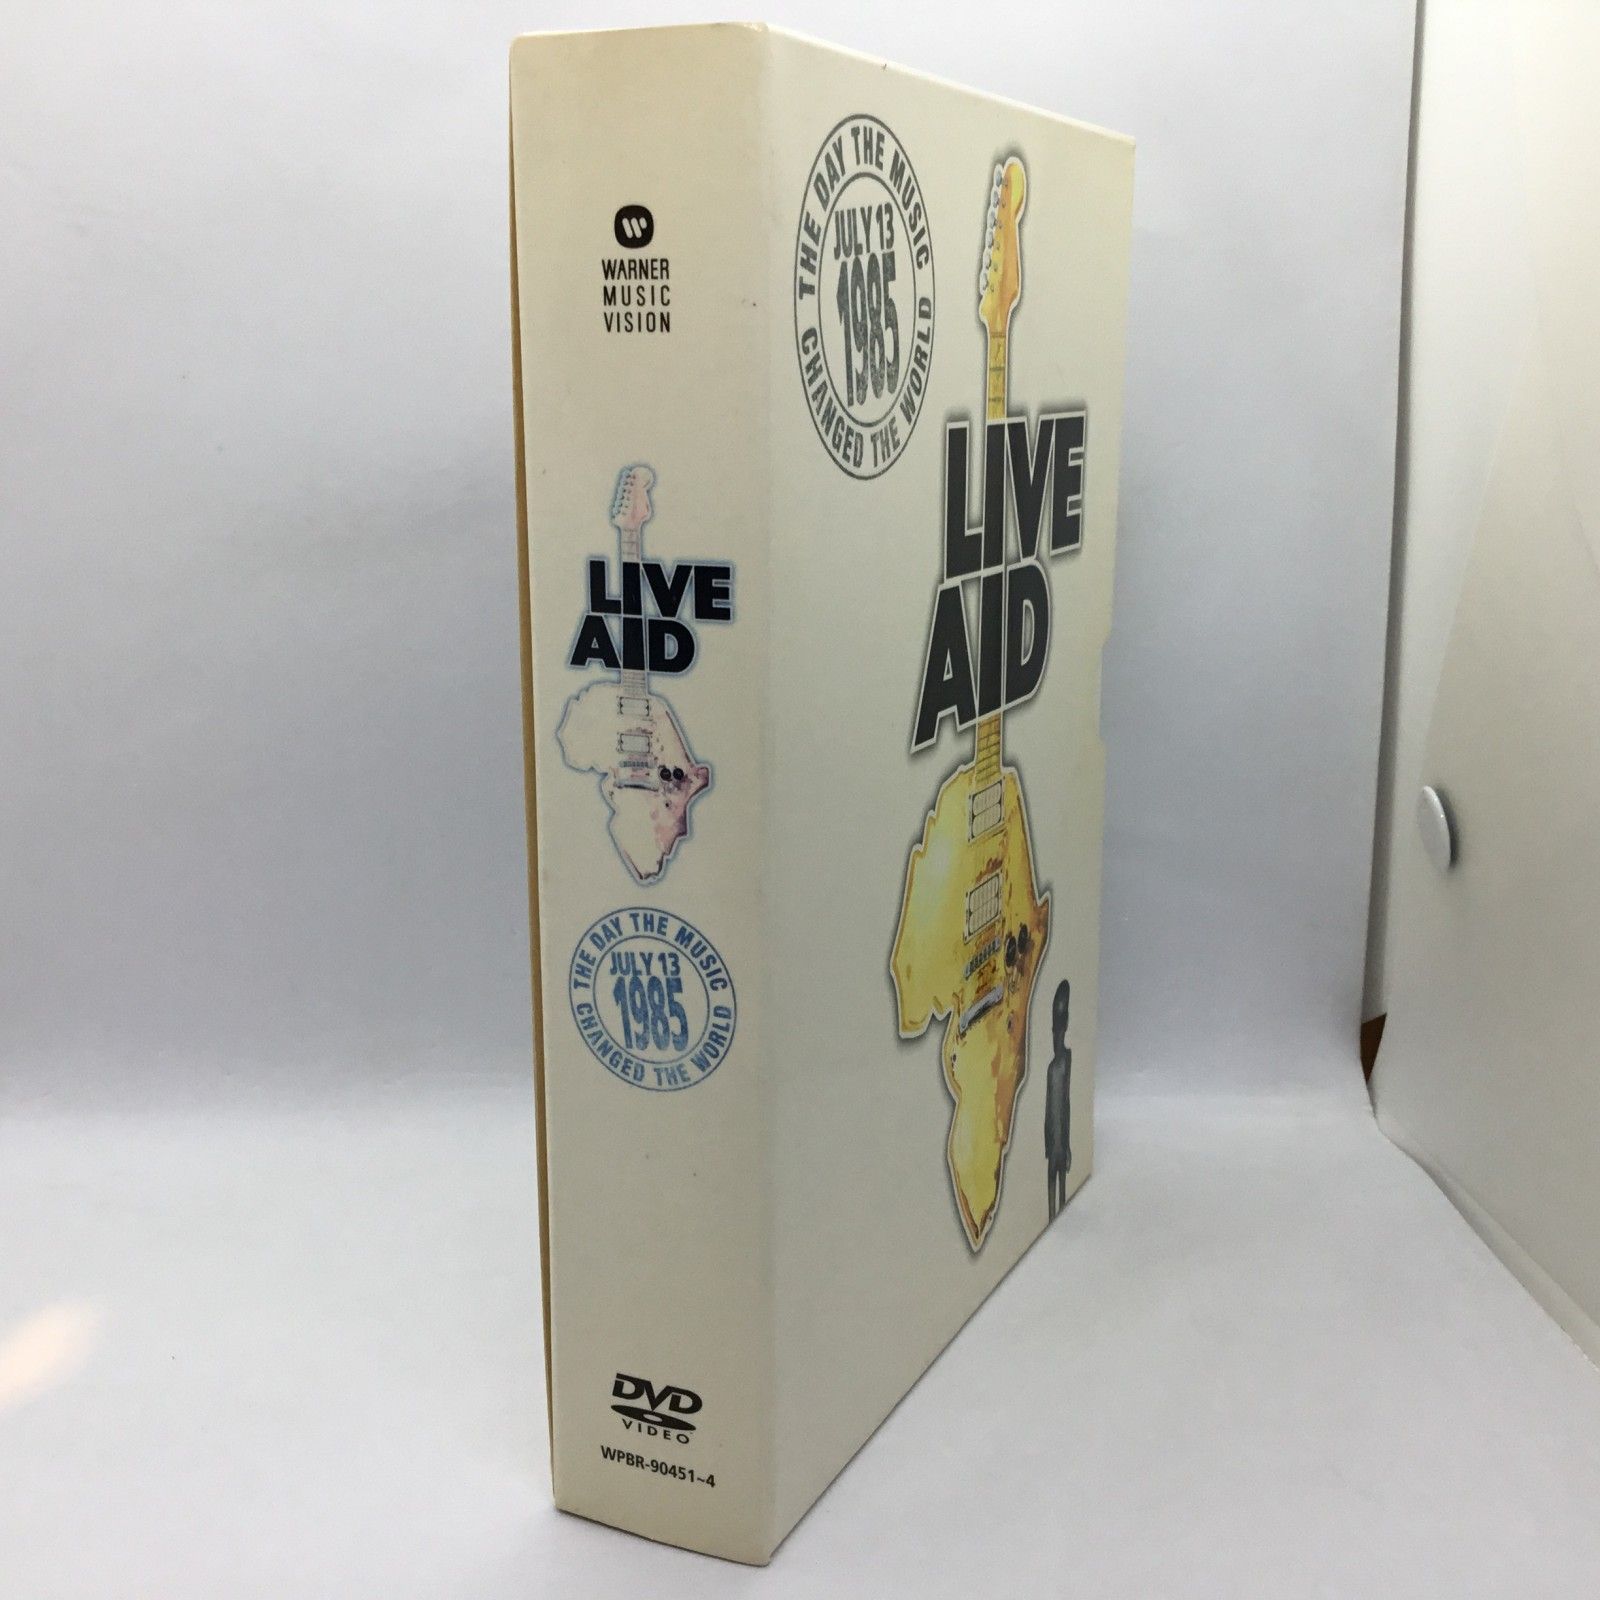 WARNER
MUSIC
VISION
LIVE
AID
THE DAY THE MUSIC
CHANGED THE WORLD
JULY 13
1985
DVD
VIDEO
WPBR-90451~4
THE DAY THE MUSIC
CHANGED THE WORLD
JULY 13
1985
LIVE
AID